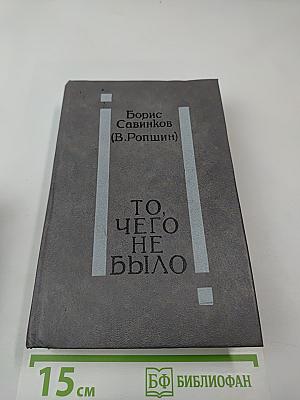 Борис
Савинков
(В. Ропшин)
ТО,
ЧЕГО
НЕ
БЫЛО
15 см
БФ БИБЛИОФАН